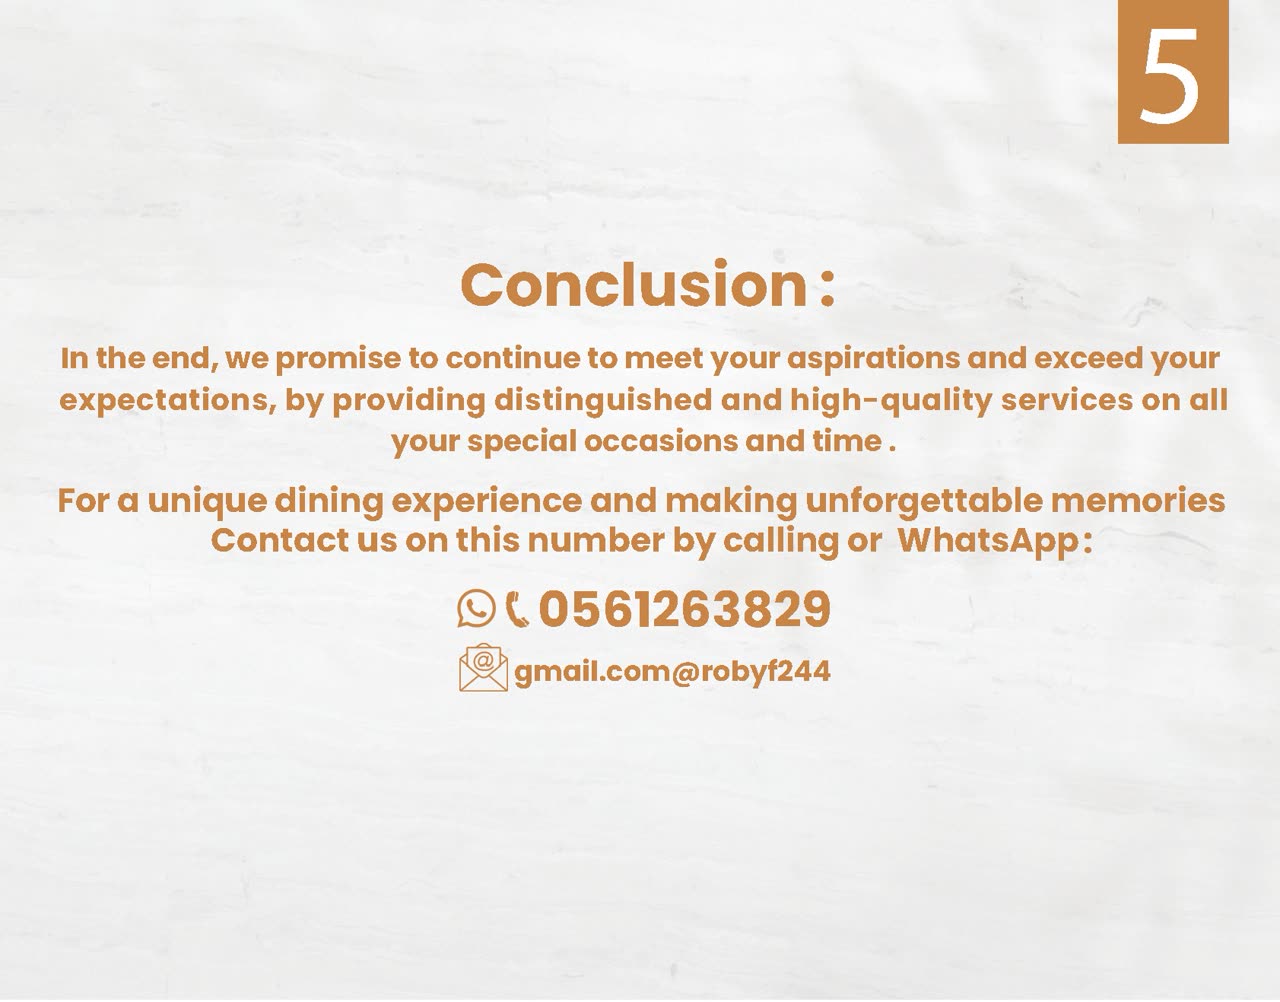 5
Conclusion :
In the end, we promise to continue to meet your aspirations and exceed your
expectations, by providing distinguished and high-quality services on all
your special occasions and time .
For a unique dining experience and making unforgettable memories
Contact us on this number by calling or WhatsApp :
0561263829
gmail.com@robyf244